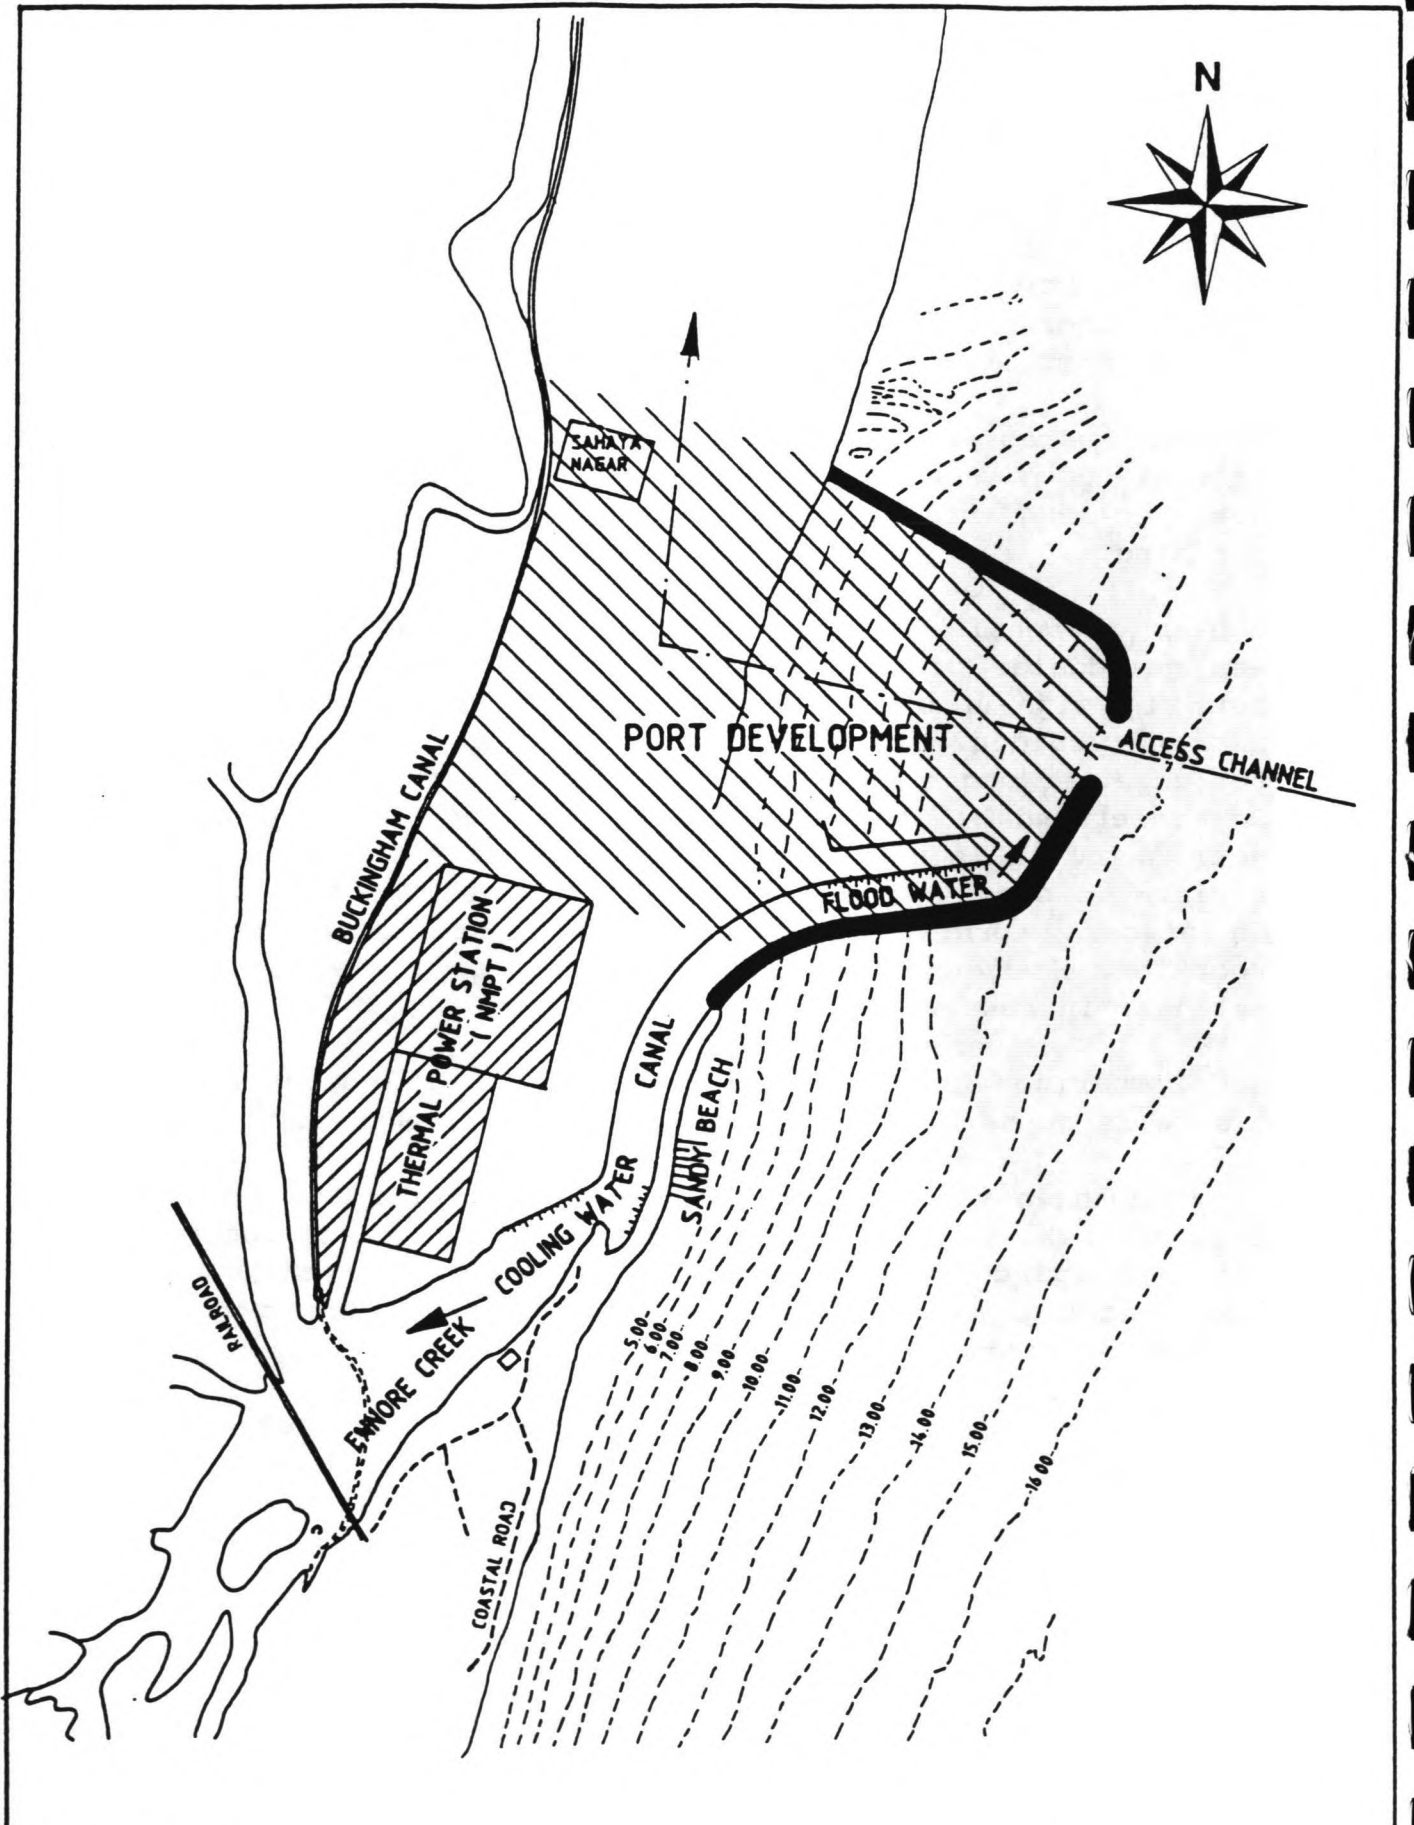 N
SAHAYA
NAGAR
PORT DEVELOPMENT
ACCESS CHANNEL
BUCKINGHAM CANAL
FLOOD WATER
THERMAL POWER STATION
( NMPT )
CANAL
SANDY BEACH
COOLING WATER
RAILROAD
ENNORE CREEK
COASTAL ROAD
5.00
6.00
7.00
8.00
9.00
10.00
11.00
12.00
13.00
14.00
15.00
16.00